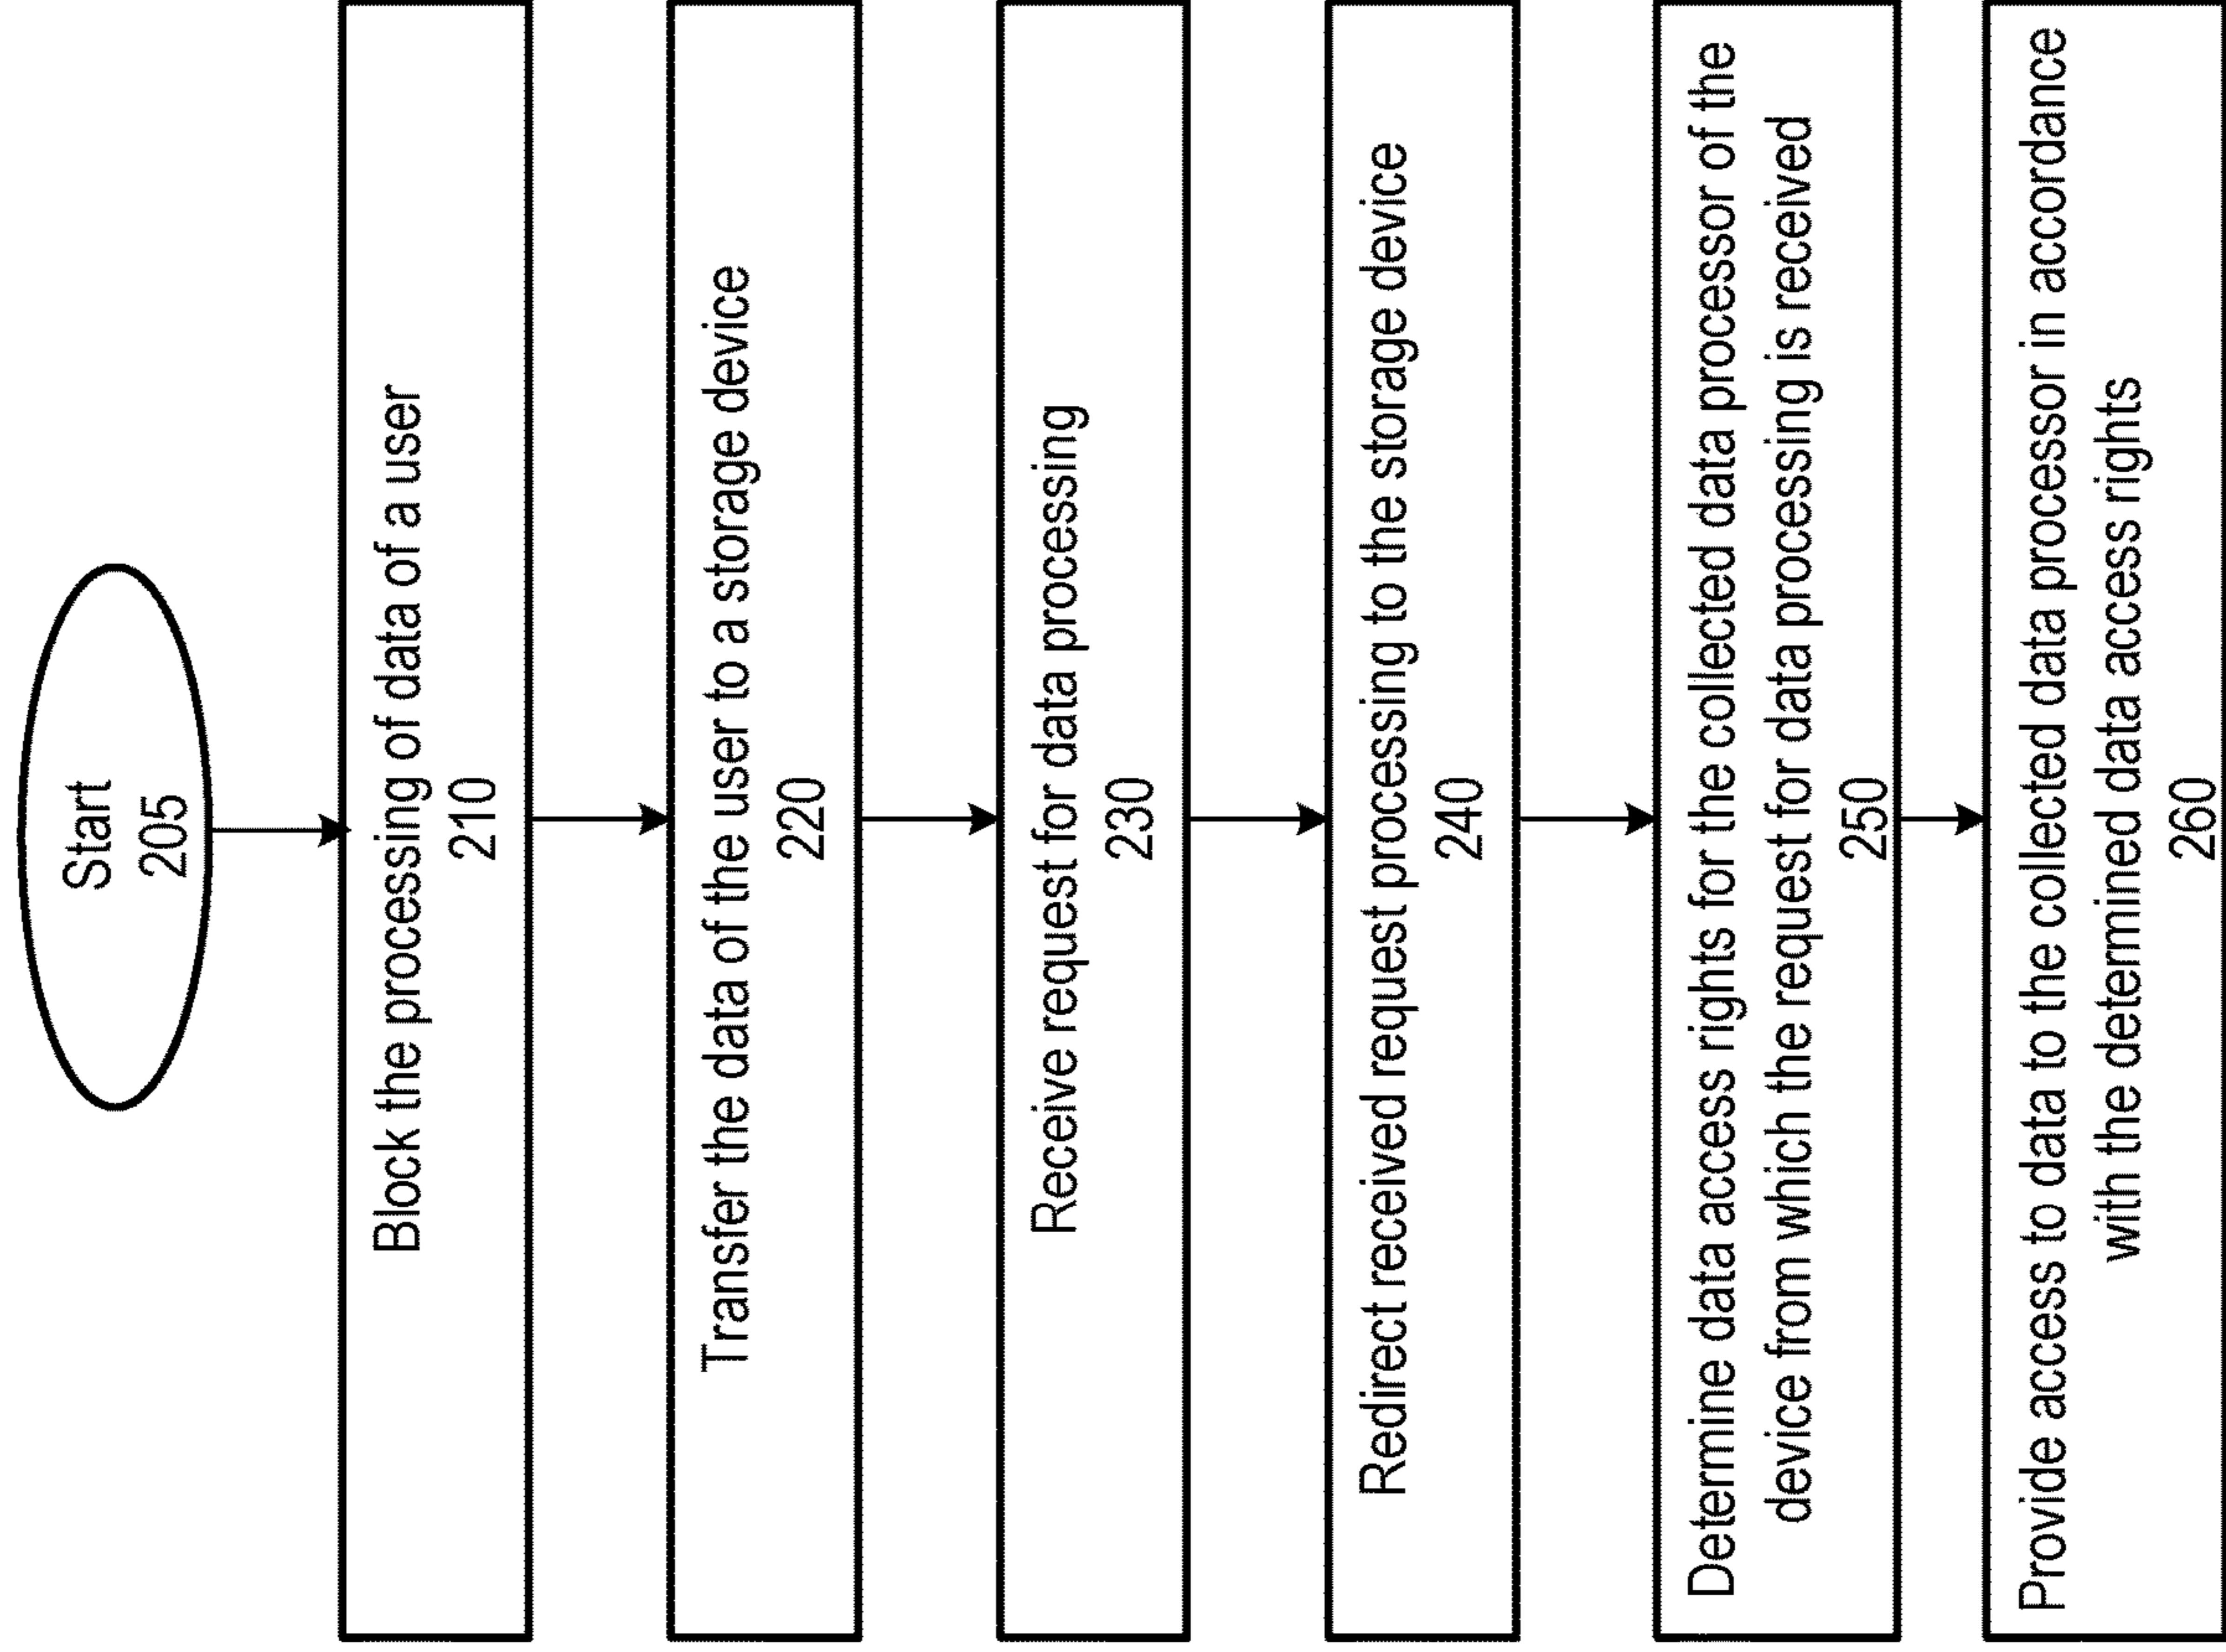 Start
205
Block the processing of data of a user
210
Transfer the data of the user to a storage device
220
Receive request for data processing
230
Redirect received request processing to the storage device
240
Determine data access rights for the collected data processor of the
device from which the request for data processing is received
250
Provide access to data to the collected data processor in accordance
with the determined data access rights
260